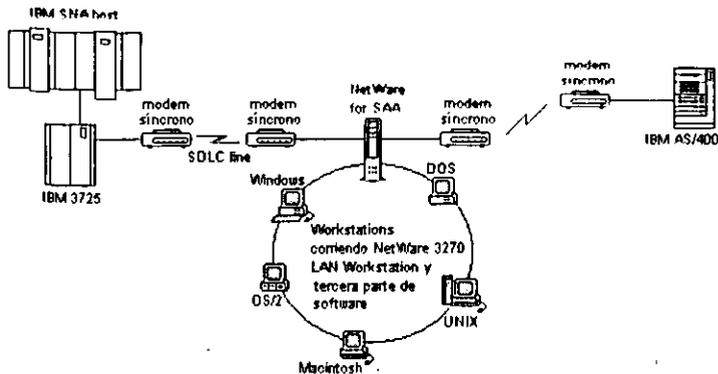 IBM SNA host
IBM 3725
modem
sincrono
SDLC line
modem
sincrono
NetWare
for SAA
modem
sincrono
modem
sincrono
IBM AS/400
Windows
DOS
Workstations
corriendo NetWare 3270
LAN Workstation y
tercera parte de
software
OS/2
UNIX
Macintosh